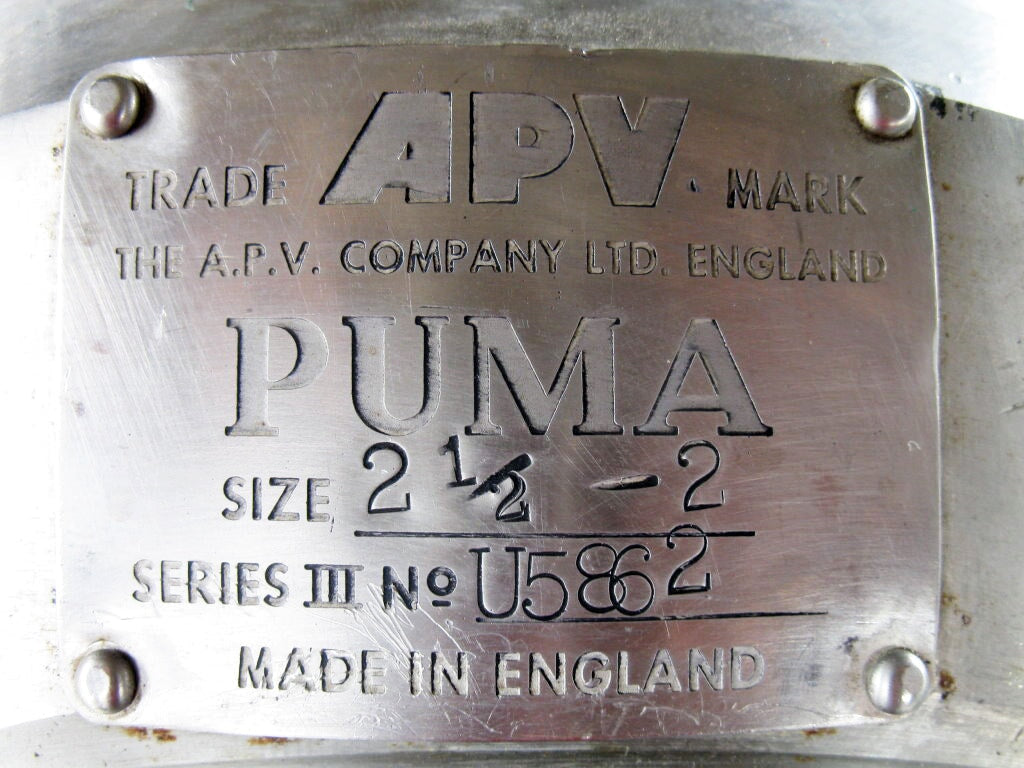 TRADE APV. MARK
THE A.P.V. COMPANY LTD. ENGLAND
PUMA
SIZE 2 1/2 - 2
SERIES III Nº U5862
MADE IN ENGLAND